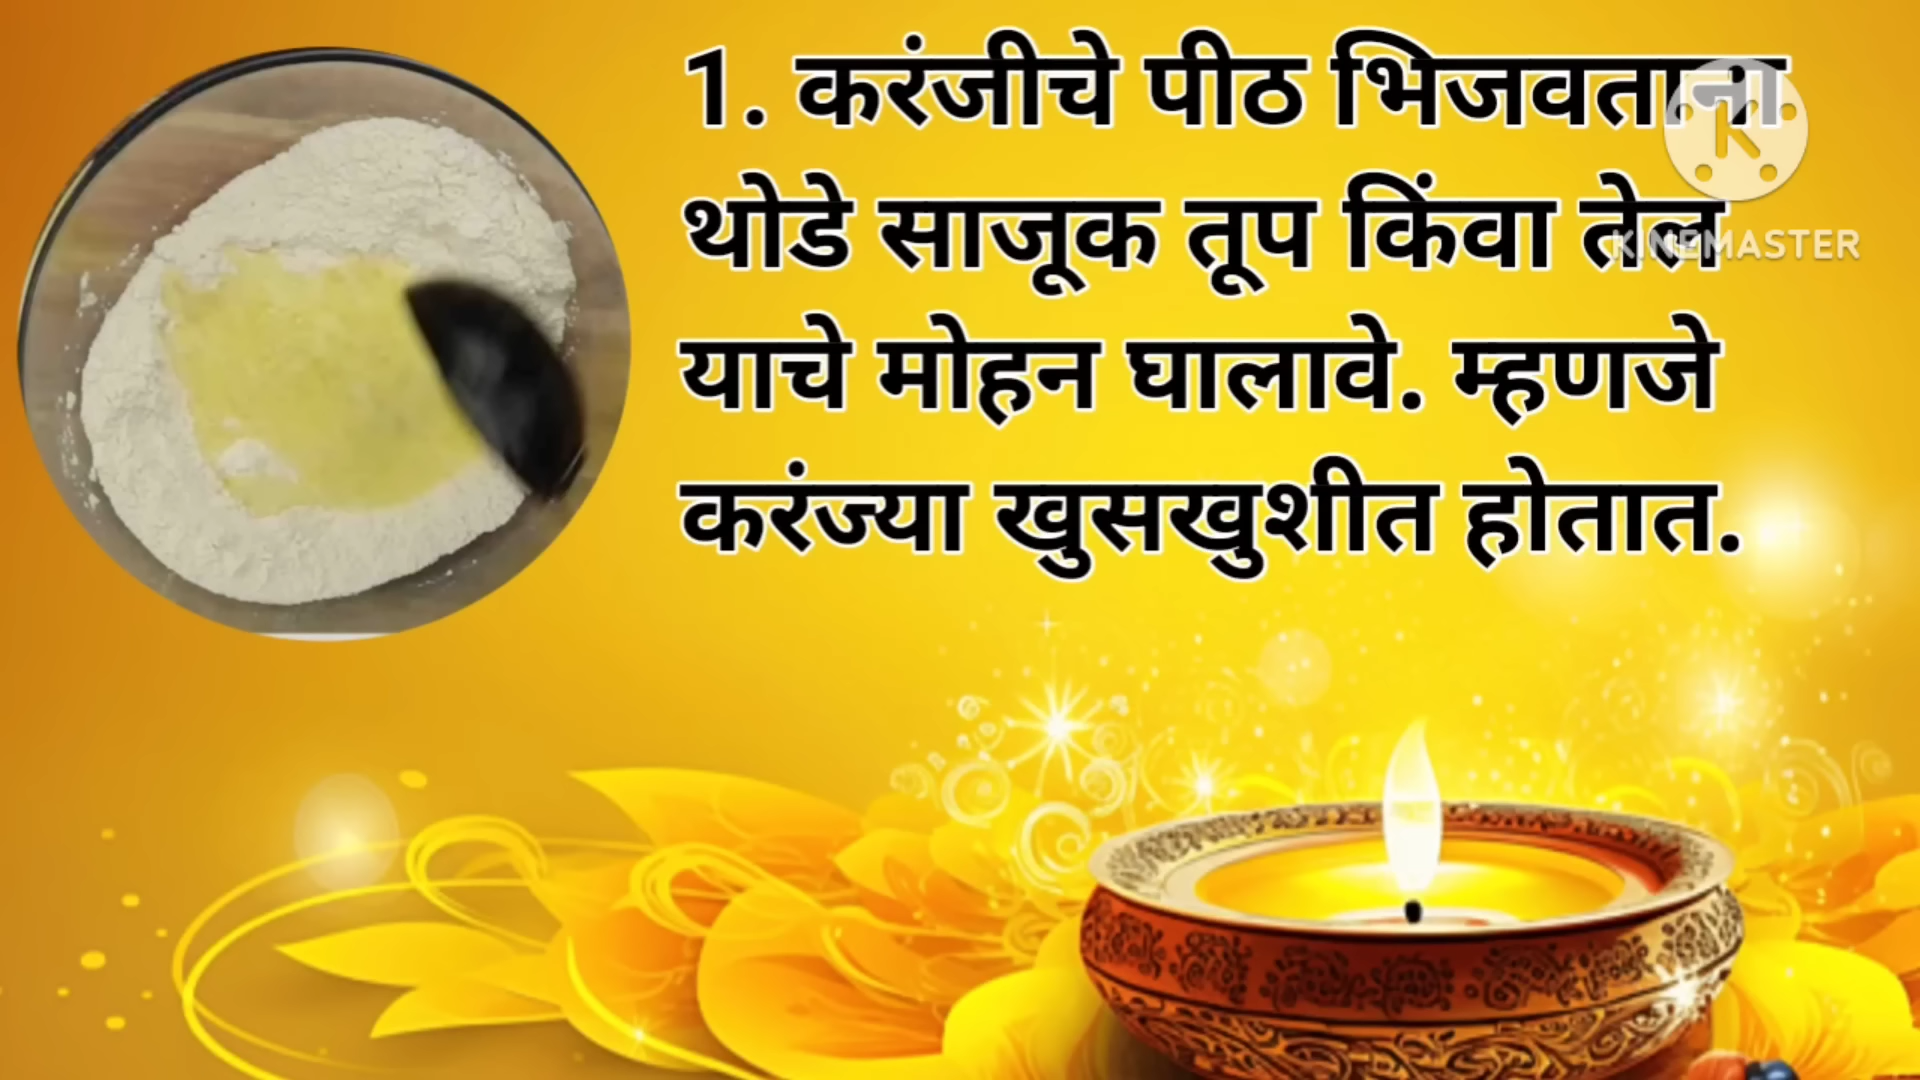 1. करंजीचे पीठ भिजवताना
थोडे साजूक तूप किंवा तेल
याचे मोहन घालावे. म्हणजे
करंज्या खुसखुशीत होतात.
K
KINEMASTER